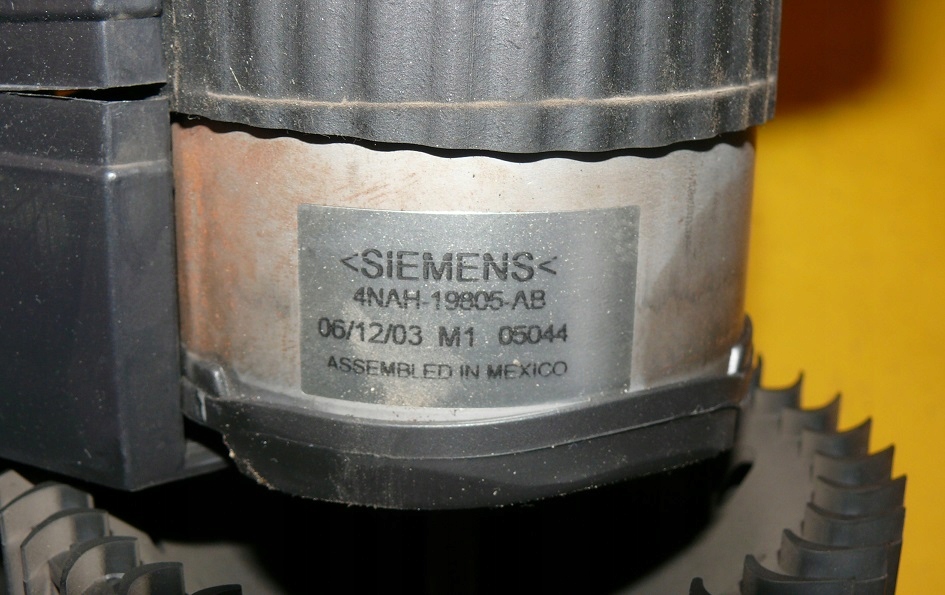 <SIEMENS<
4NAH-19805-AB
06/12/03 M1 05044
ASSEMBLED IN MEXICO